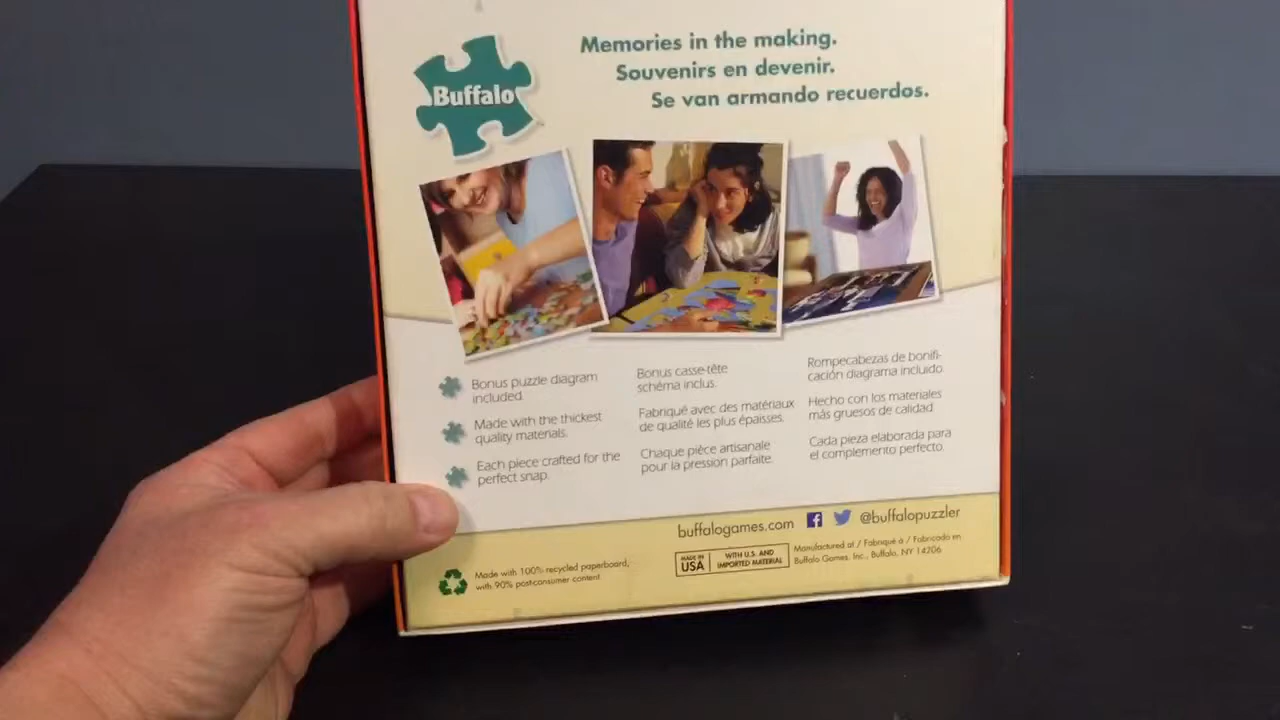 Buffalo
Memories in the making.
Souvenirs en devenir.
Se van armando recuerdos.
Bonus puzzle diagram
included.
Made with the thickest
quality materials.
Each piece crafted for the
perfect snap.
Bonus casse-tête
schéma inclus.
Fabriqué avec des matériaux
de qualité les plus épaisses.
Chaque pièce artisanale
pour la pression parfaite.
Rompecabezas de bonifi-
cación diagrama incluido.
Hecho con los materiales
más gruesos de calidad.
Cada pieza elaborada para
el complemento perfecto.
buffalogames.com f @buffalopuzzler
Made with 100% recycled paperboard,
with 90% postconsumer content.
MADE IN
USA
WITH U.S. AND
IMPORTED MATERIAL
Manufactured at / Fabriqué à / Fabricado en
Buffalo Games, Inc., Buffalo, NY 14206